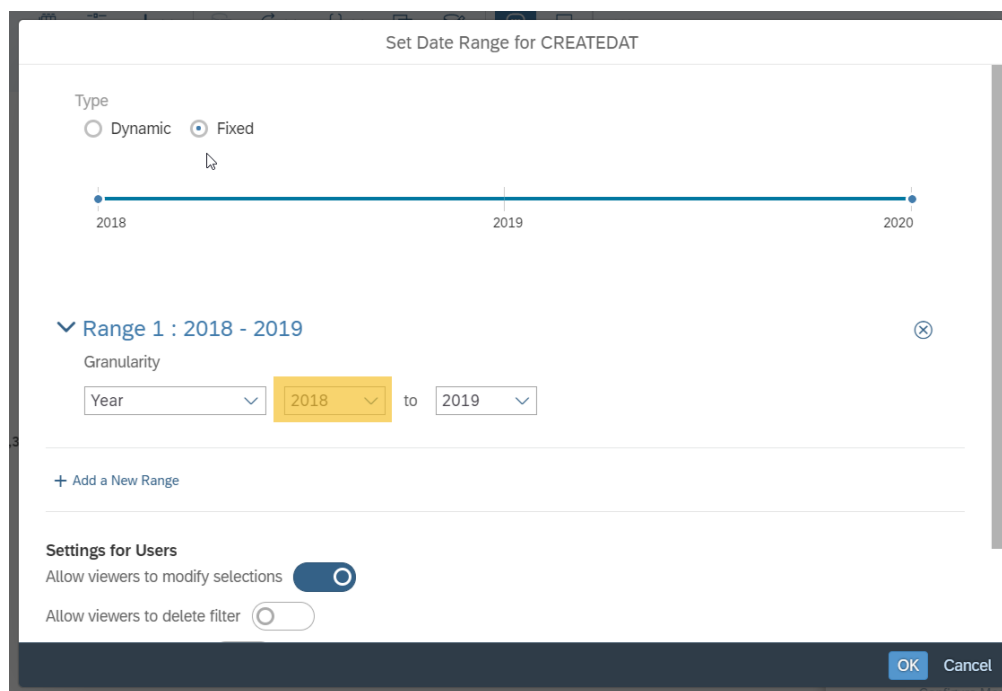 Set Date Range for CREATEDAT
Type
Dynamic Fixed
2018 2019 2020
Range 1 : 2018 - 2019
Granularity
Year 2018 to 2019
+ Add a New Range
Settings for Users
Allow viewers to modify selections
Allow viewers to delete filter
OK Cancel